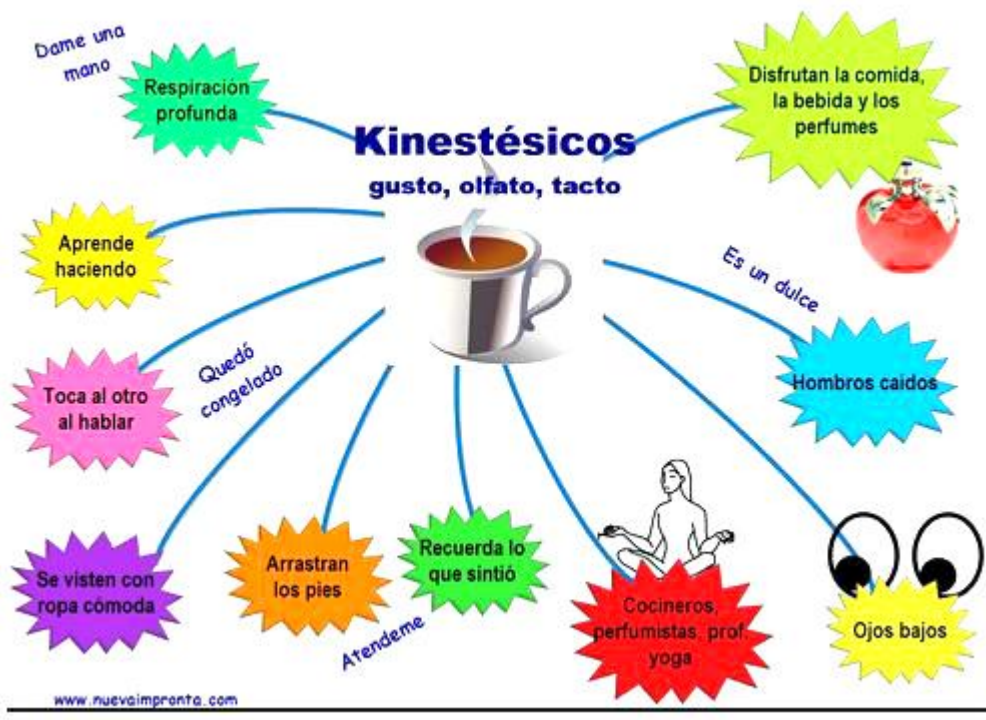 Dame una
mano
Respiración
profunda
Disfrutan la comida,
la bebida y los
perfumes
Kinestésicos
gusto, olfato, tacto
Aprende
haciendo
Es un dulce
Toca al otro
al hablar
Quedó
congelado
Hombros caidos
Se visten con
ropa cómoda
Arrastran
los pies
Recuerda lo
que sintió
Atendeme
Cocineros,
perfumistas, prof.
yoga
Ojos bajos
www.nuevaimpronta.com